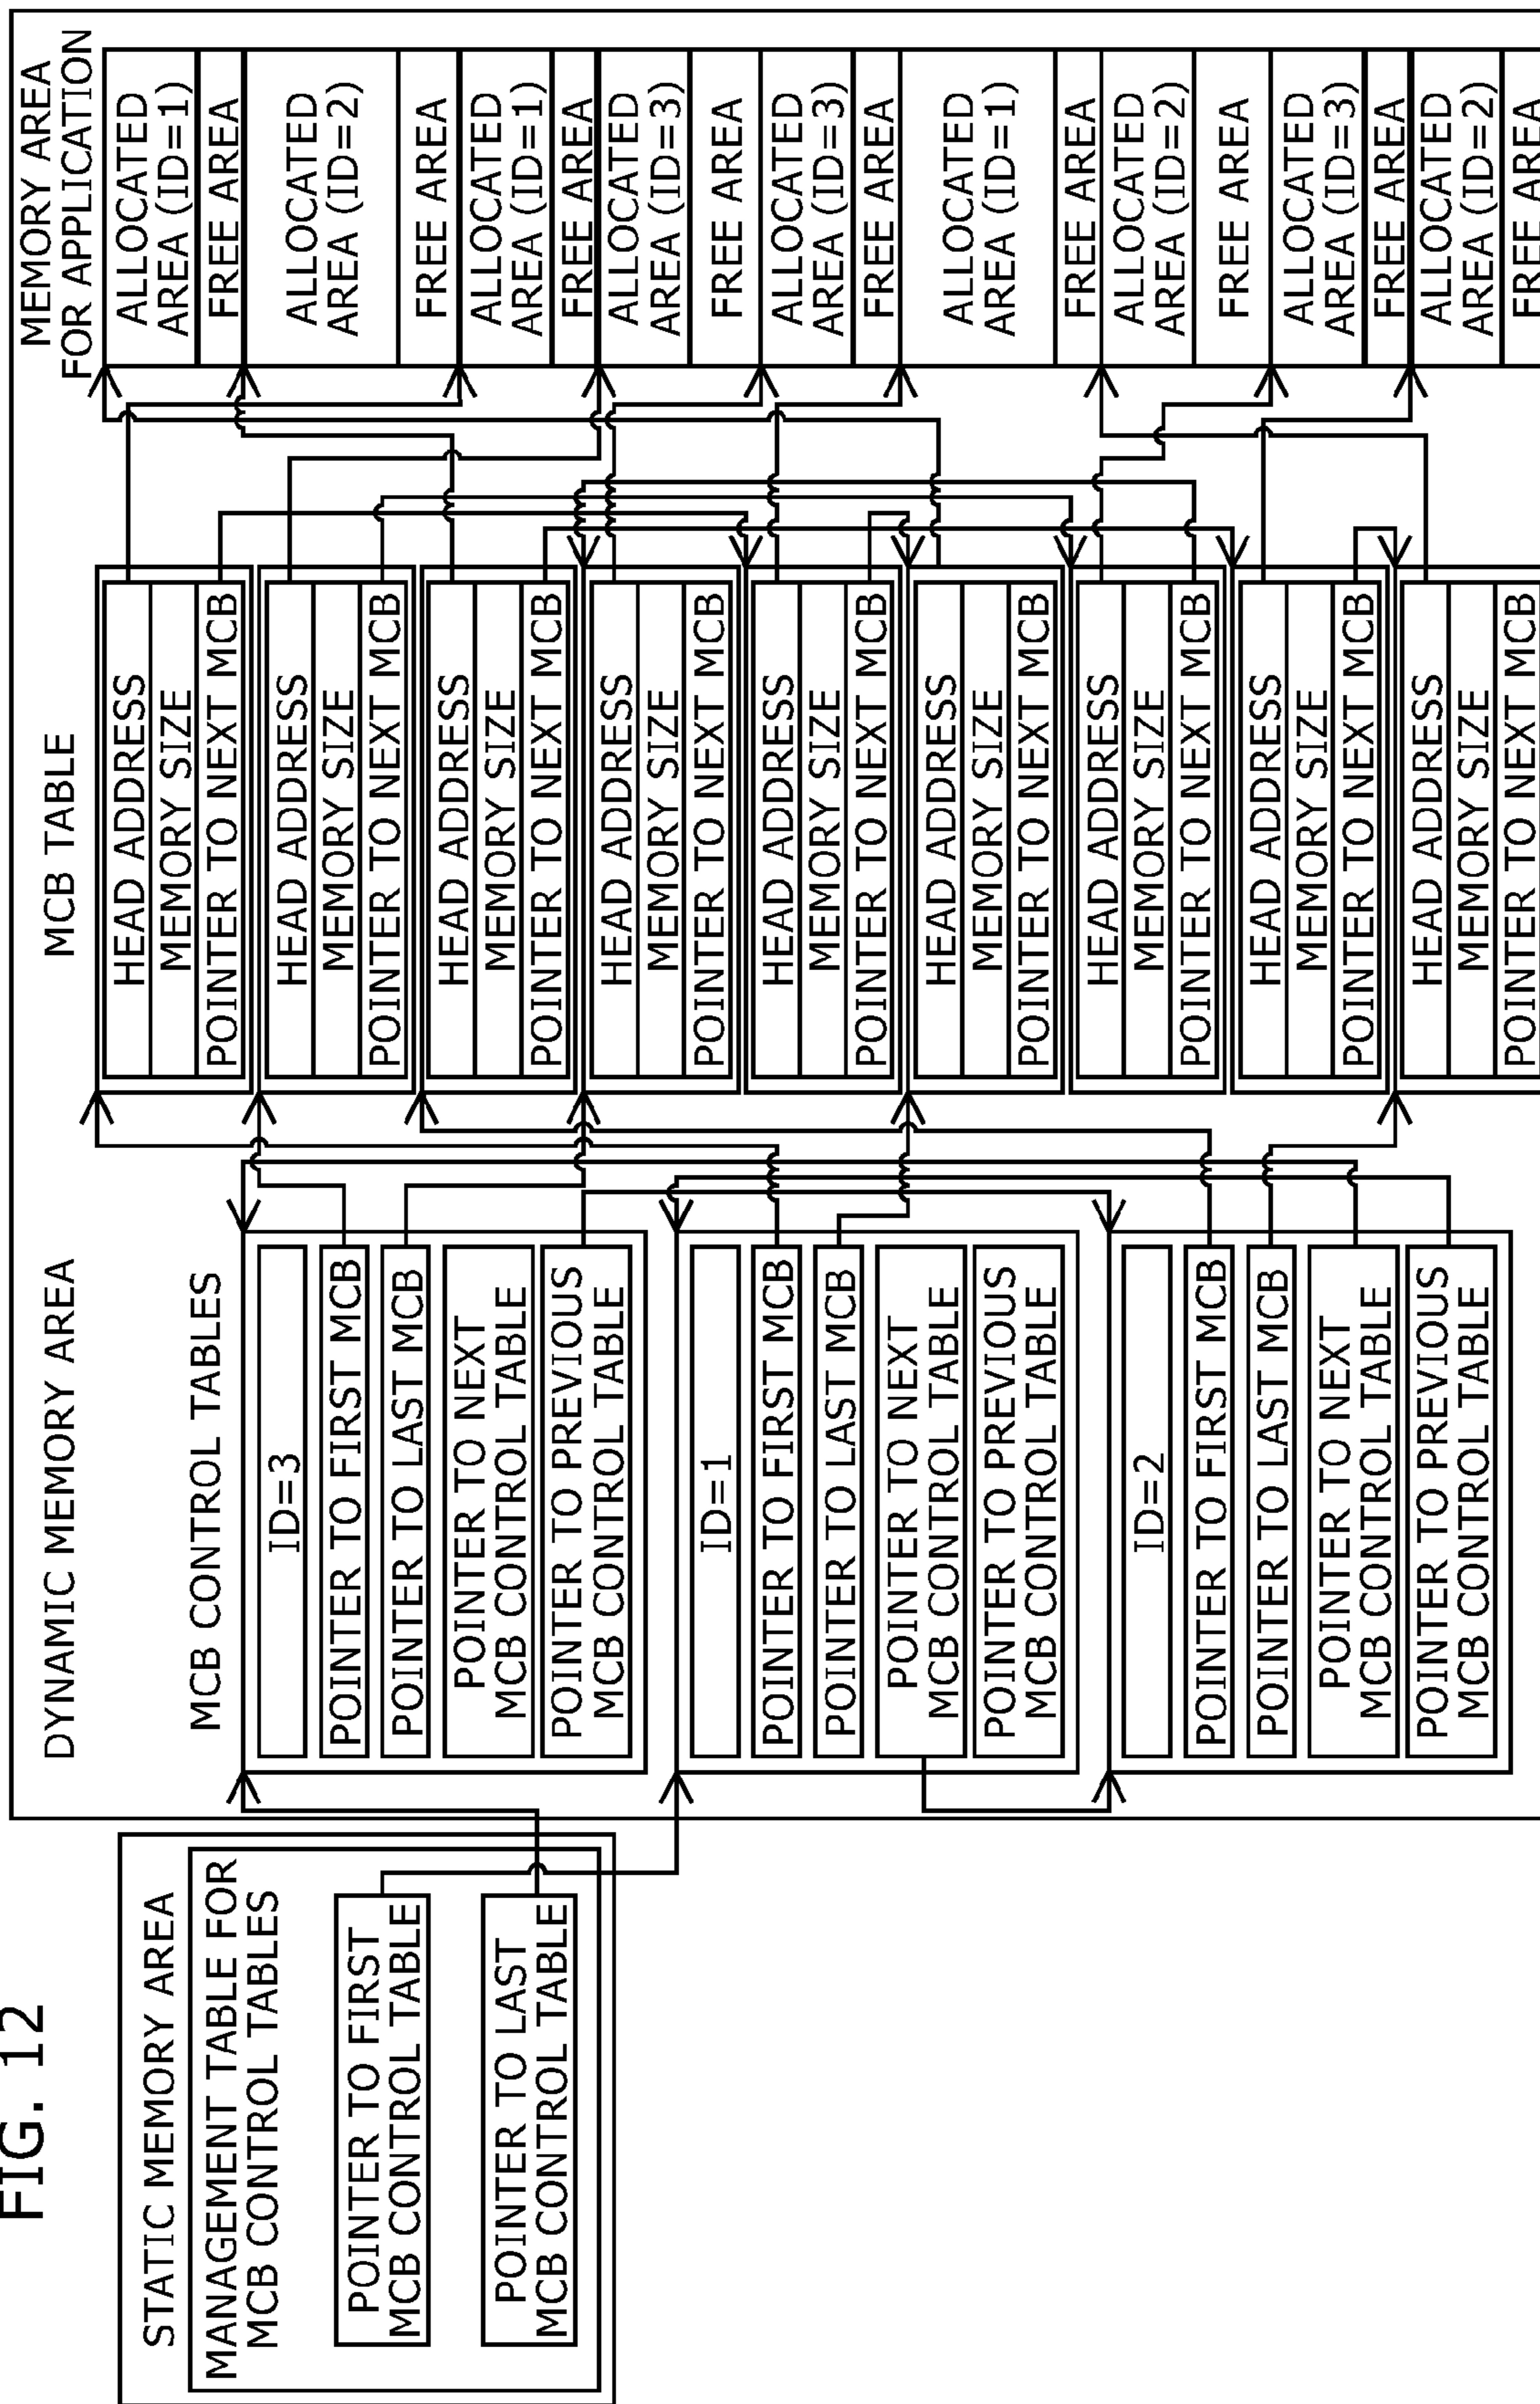 FIG. 12
STATIC MEMORY AREA
MANAGEMENT TABLE FOR
MCB CONTROL TABLES
POINTER TO FIRST
MCB CONTROL TABLE
POINTER TO LAST
MCB CONTROL TABLE
DYNAMIC MEMORY AREA
MCB CONTROL TABLES
ID=3
POINTER TO FIRST MCB
POINTER TO LAST MCB
POINTER TO NEXT
MCB CONTROL TABLE
POINTER TO PREVIOUS
MCB CONTROL TABLE
ID=1
POINTER TO FIRST MCB
POINTER TO LAST MCB
POINTER TO NEXT
MCB CONTROL TABLE
POINTER TO PREVIOUS
MCB CONTROL TABLE
ID=2
POINTER TO FIRST MCB
POINTER TO LAST MCB
POINTER TO NEXT
MCB CONTROL TABLE
POINTER TO PREVIOUS
MCB CONTROL TABLE
MCB TABLE
HEAD ADDRESS
MEMORY SIZE
POINTER TO NEXT MCB
HEAD ADDRESS
MEMORY SIZE
POINTER TO NEXT MCB
HEAD ADDRESS
MEMORY SIZE
POINTER TO NEXT MCB
HEAD ADDRESS
MEMORY SIZE
POINTER TO NEXT MCB
HEAD ADDRESS
MEMORY SIZE
POINTER TO NEXT MCB
HEAD ADDRESS
MEMORY SIZE
POINTER TO NEXT MCB
HEAD ADDRESS
MEMORY SIZE
POINTER TO NEXT MCB
HEAD ADDRESS
MEMORY SIZE
POINTER TO NEXT MCB
HEAD ADDRESS
MEMORY SIZE
POINTER TO NEXT MCB
MEMORY AREA
FOR APPLICATION
ALLOCATED
AREA (ID=1)
FREE AREA
ALLOCATED
AREA (ID=2)
FREE AREA
ALLOCATED
AREA (ID=1)
FREE AREA
ALLOCATED
AREA (ID=3)
FREE AREA
ALLOCATED
AREA (ID=3)
FREE AREA
ALLOCATED
AREA (ID=1)
FREE AREA
ALLOCATED
AREA (ID=2)
FREE AREA
ALLOCATED
AREA (ID=3)
FREE AREA
ALLOCATED
AREA (ID=2)
FREE AREA